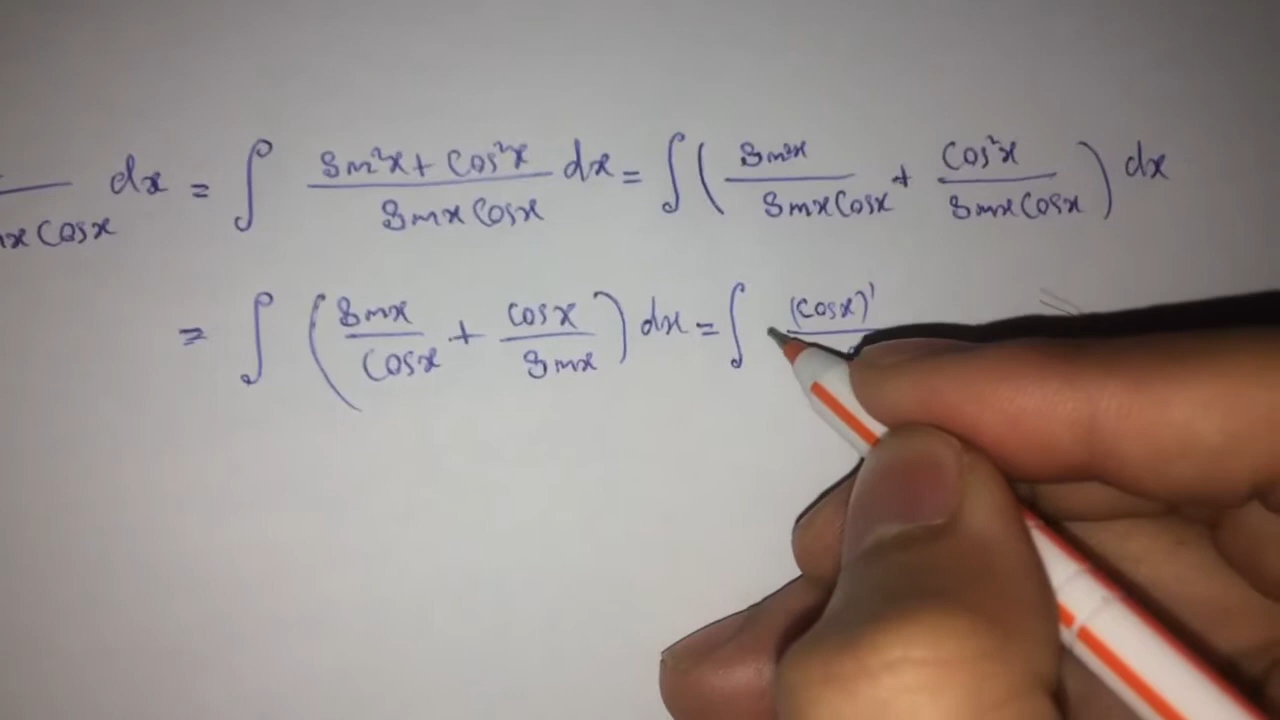 dx = ∫ sin²x + cos²x / sinx cosx dx = ∫ ( sin²x / sinx cosx + cos²x / sinx cosx ) dx
= ∫ ( sinx / cosx + cosx / sinx ) dx = ∫ (cosx)'